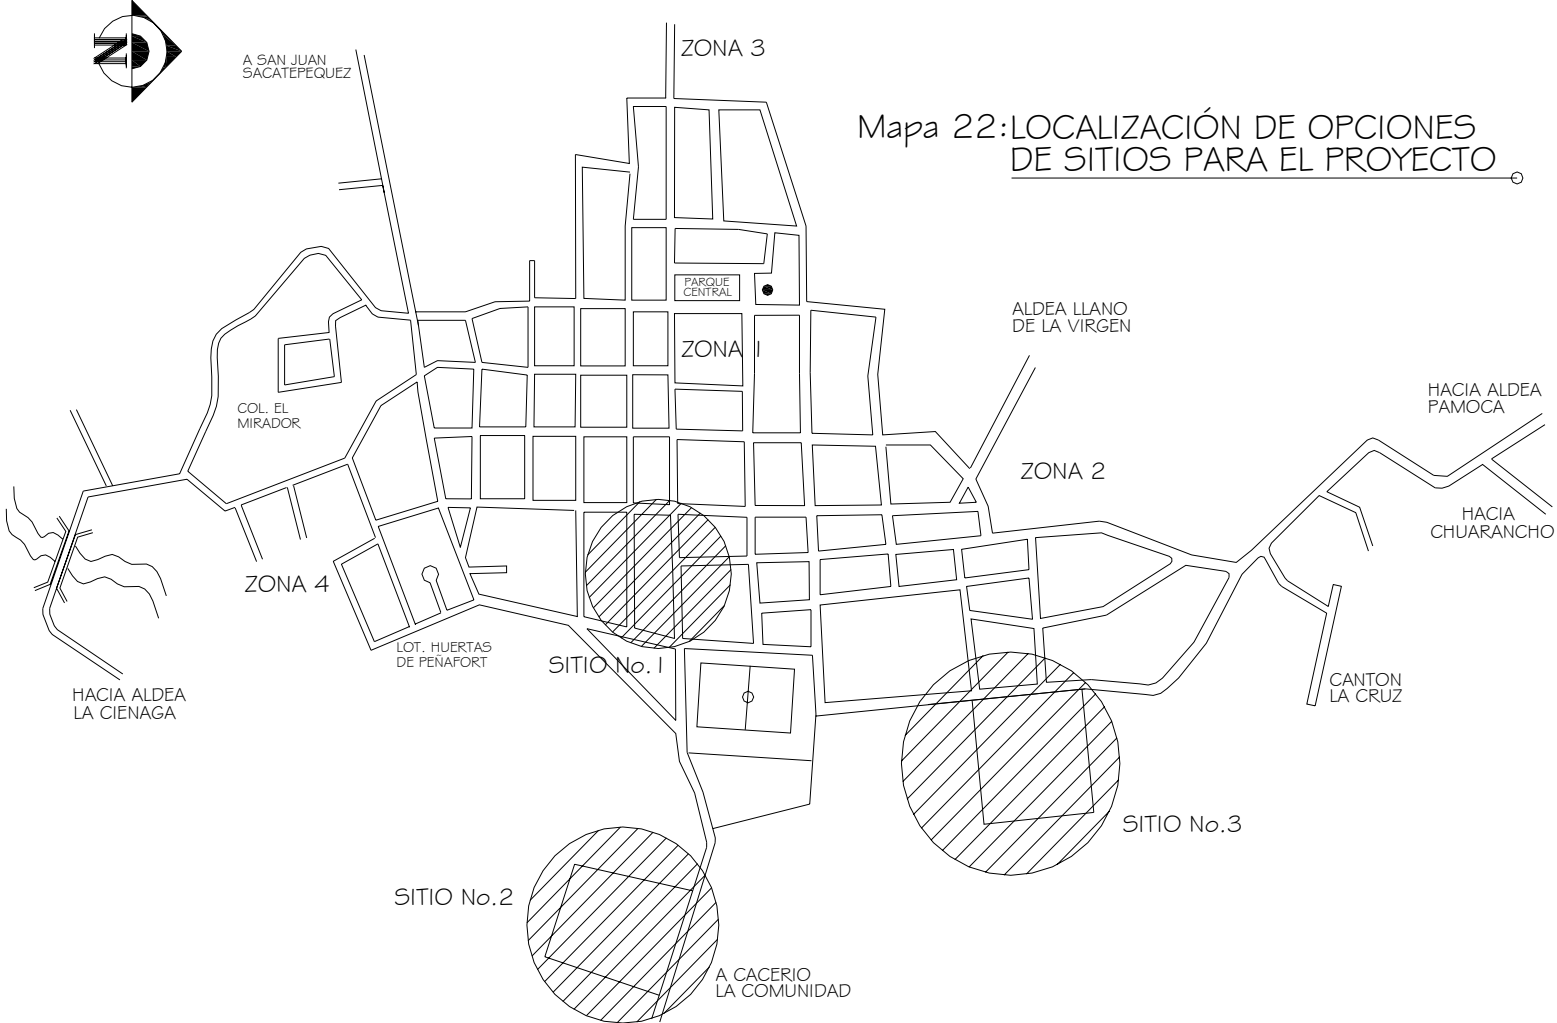 N
A SAN JUAN
SACATEPEQUEZ
ZONA 3
Mapa 22: LOCALIZACIÓN DE OPCIONES
DE SITIOS PARA EL PROYECTO
PARQUE
CENTRAL
ALDEA LLANO
DE LA VIRGEN
ZONA 1
HACIA ALDEA
PAMOCA
COL. EL
MIRADOR
ZONA 2
HACIA
CHUARANCHO
ZONA 4
LOT. HUERTAS
DE PEÑAFORT
SITIO No. 1
HACIA ALDEA
LA CIENAGA
CANTON
LA CRUZ
SITIO No.3
SITIO No.2
A CACERIO
LA COMUNIDAD